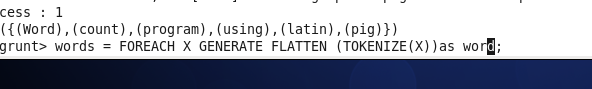 cess : 1
({(Word),(count),(program),(using),(latin),(pig)})
grunt> words = FOREACH X GENERATE FLATTEN (TOKENIZE(X))as word;